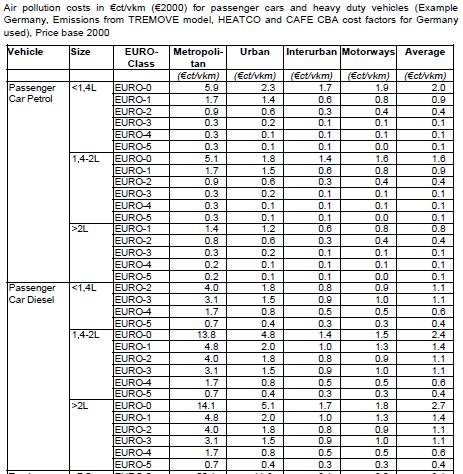 Air pollution costs in €ct/vkm (€2000) for passenger cars and heavy duty vehicles (Example
Germany, Emissions from TREMOVE model, HEATCO and CAFE CBA cost factors for Germany
used), Price base 2000
Vehicle Size EURO- Metropoli- Urban Interurban Motorways Average
Class tan
(€ct/vkm) (€ct/vkm) (€ct/vkm) (€ct/vkm) (€ct/vkm)
Passenger <1,4L EURO-0 5.9 2.3 1.7 1.9 2.0
Car Petrol EURO-1 1.7 1.4 0.6 0.8 0.9
EURO-2 0.9 0.6 0.3 0.4 0.4
EURO-3 0.3 0.2 0.1 0.1 0.1
EURO-4 0.3 0.1 0.1 0.1 0.1
EURO-5 0.3 0.1 0.1 0.0 0.1
1,4-2L EURO-0 5.1 1.8 1.4 1.6 1.6
EURO-1 1.7 1.5 0.6 0.8 0.9
EURO-2 0.9 0.6 0.3 0.4 0.4
EURO-3 0.3 0.2 0.1 0.1 0.1
EURO-4 0.3 0.1 0.1 0.1 0.1
EURO-5 0.3 0.1 0.1 0.0 0.1
>2L EURO-1 1.4 1.2 0.6 0.8 0.8
EURO-2 0.8 0.6 0.3 0.4 0.4
EURO-3 0.3 0.2 0.1 0.1 0.1
EURO-4 0.2 0.1 0.1 0.1 0.1
EURO-5 0.2 0.1 0.1 0.0 0.1
Passenger <1,4L EURO-2 4.0 1.8 0.8 0.9 1.1
Car Diesel EURO-3 3.1 1.5 0.9 1.0 1.1
EURO-4 1.7 0.8 0.5 0.5 0.6
EURO-5 0.7 0.4 0.3 0.3 0.4
1,4-2L EURO-0 13.8 4.8 1.4 1.5 2.4
EURO-1 4.8 2.0 1.0 1.3 1.4
EURO-2 4.0 1.8 0.8 0.9 1.1
EURO-3 3.1 1.5 0.9 1.0 1.1
EURO-4 1.7 0.8 0.5 0.5 0.6
EURO-5 0.7 0.4 0.3 0.3 0.4
>2L EURO-0 14.1 5.1 1.7 1.8 2.7
EURO-1 4.8 2.0 1.0 1.3 1.4
EURO-2 4.0 1.8 0.8 0.9 1.1
EURO-3 3.1 1.5 0.9 1.0 1.1
EURO-4 1.7 0.8 0.5 0.5 0.6
EURO-5 0.7 0.4 0.3 0.3 0.4